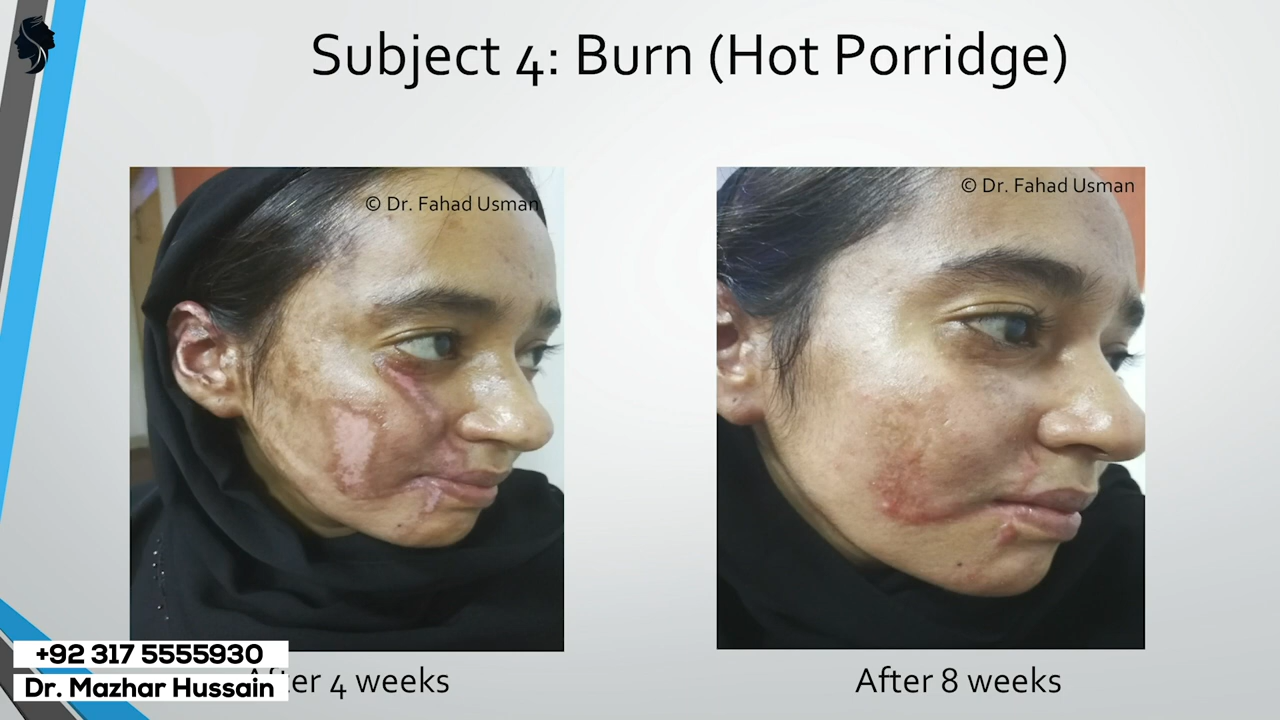 Subject 4: Burn (Hot Porridge)
© Dr. Fahad Usman
© Dr. Fahad Usman
+92 317 5555930
Dr. Mazhar Hussain
After 4 weeks
After 8 weeks